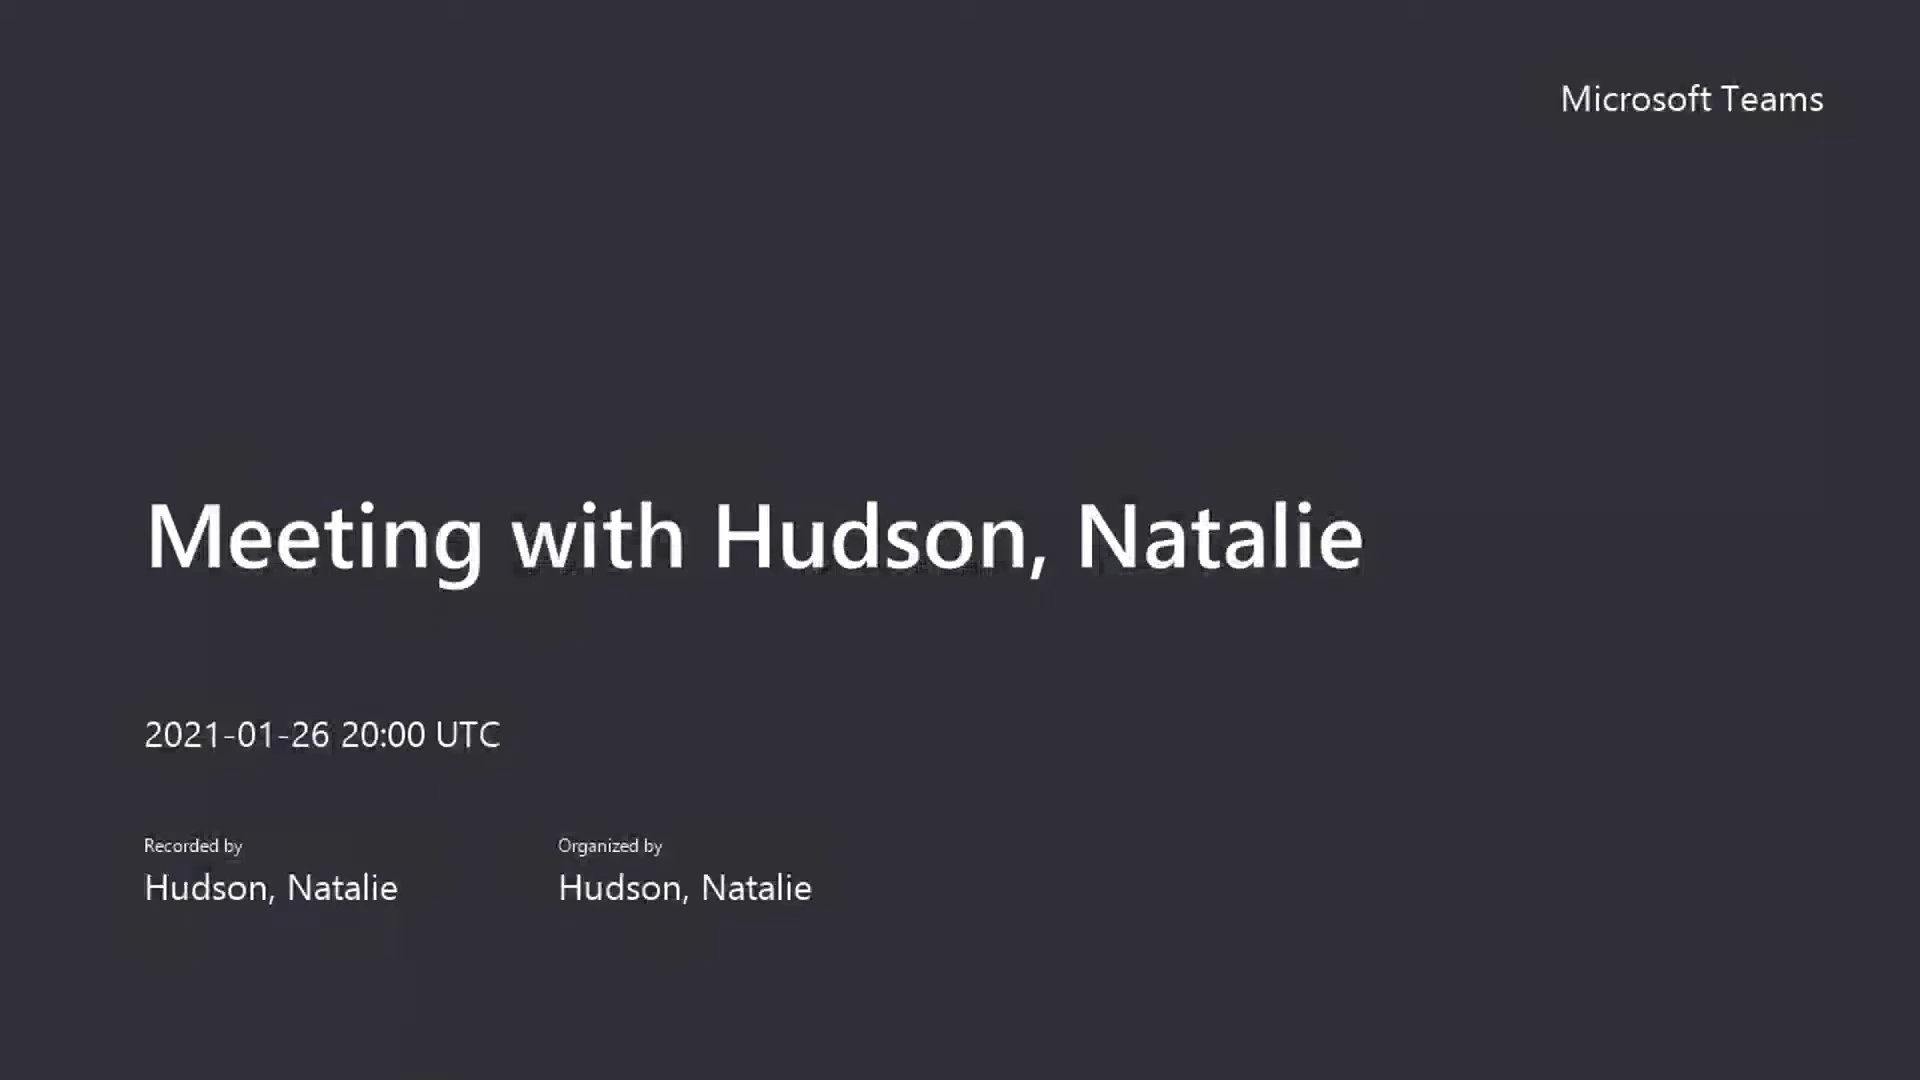 Microsoft Teams
Meeting with Hudson, Natalie
2021-01-26 20:00 UTC
Recorded by
Hudson, Natalie
Organized by
Hudson, Natalie